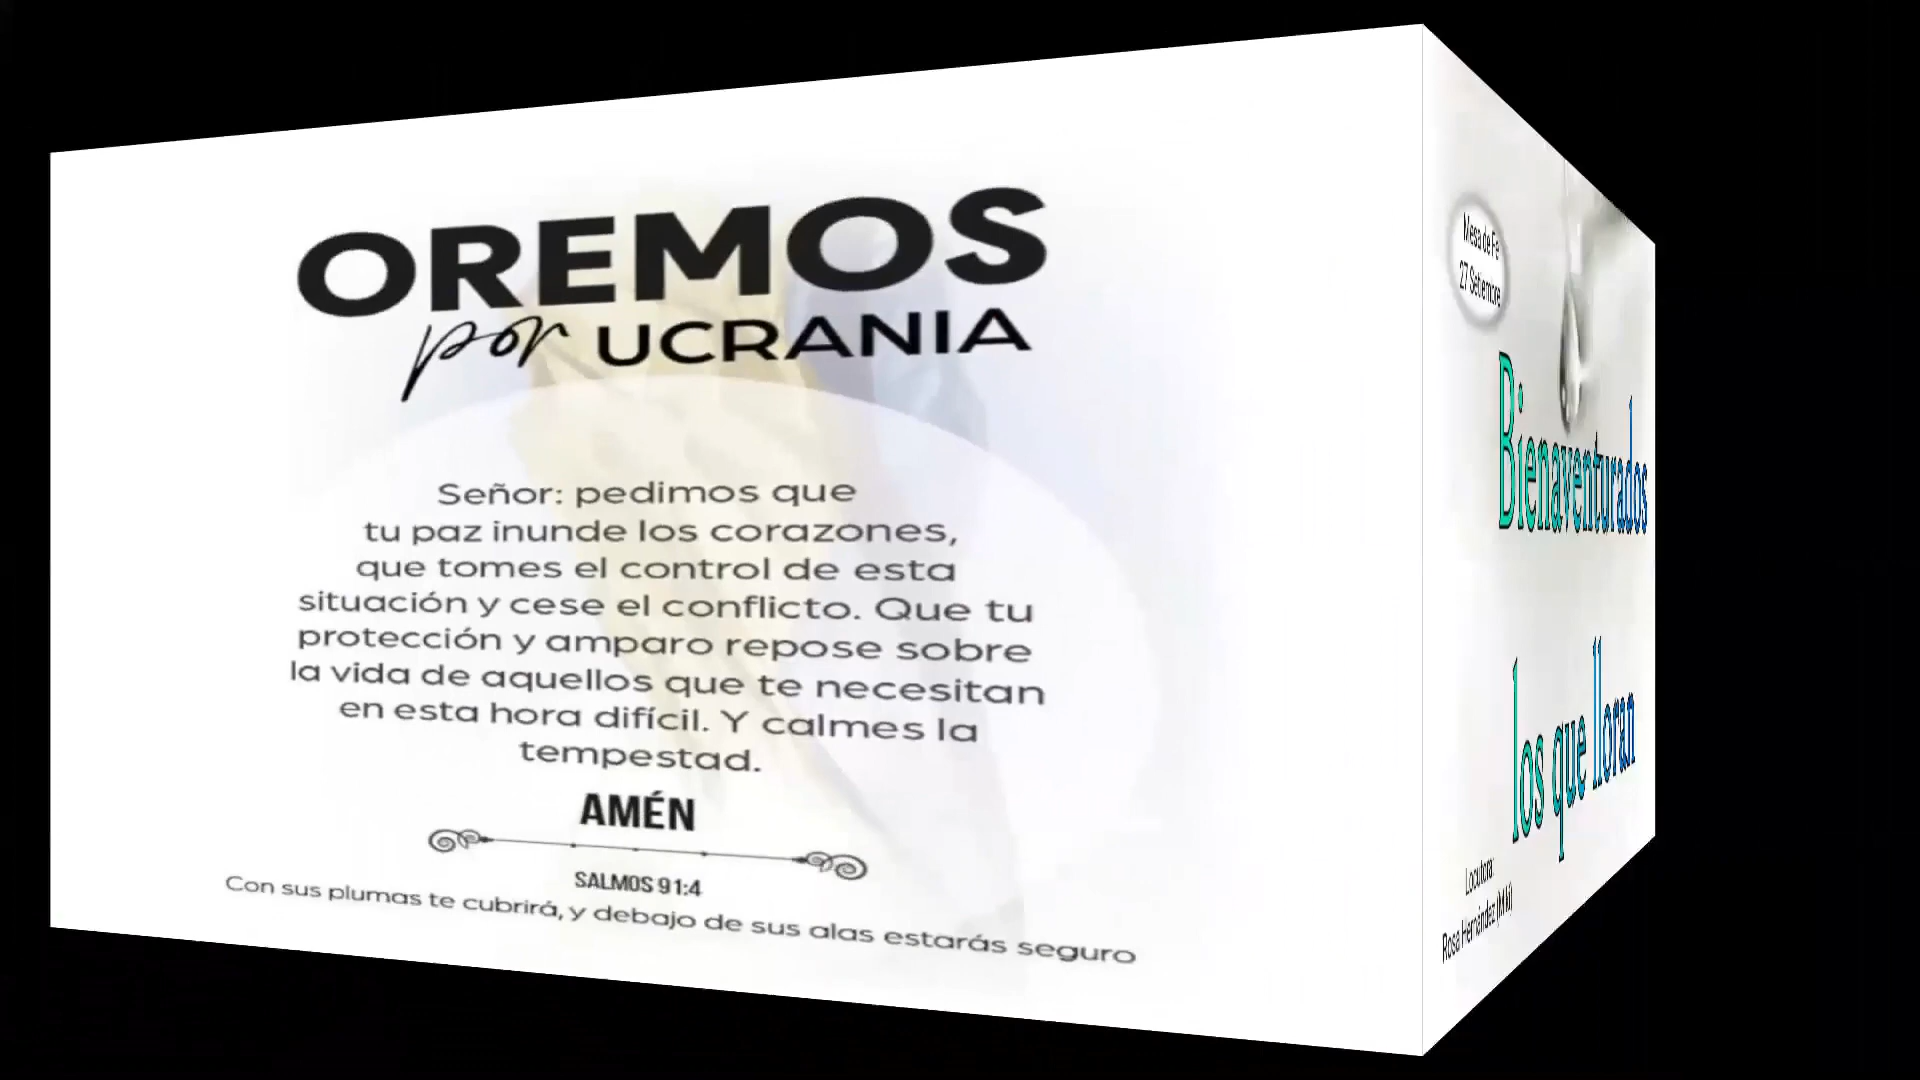 OREMOS
por UCRANIA
Señor: pedimos que
tu paz inunde los corazones,
que tomes el control de esta
situación y cese el conflicto. Que tu
protección y amparo repose sobre
la vida de aquellos que te necesitan
en esta hora difícil. Y calmes la
tempestad.
AMÉN
SALMOS 91:4
Con sus plumas te cubrirá, y debajo de sus alas estarás seguro
Mesa de Fe
27 Setiembre
Bienaventurados
los que lloran
Locutora:
Rosa Hernández